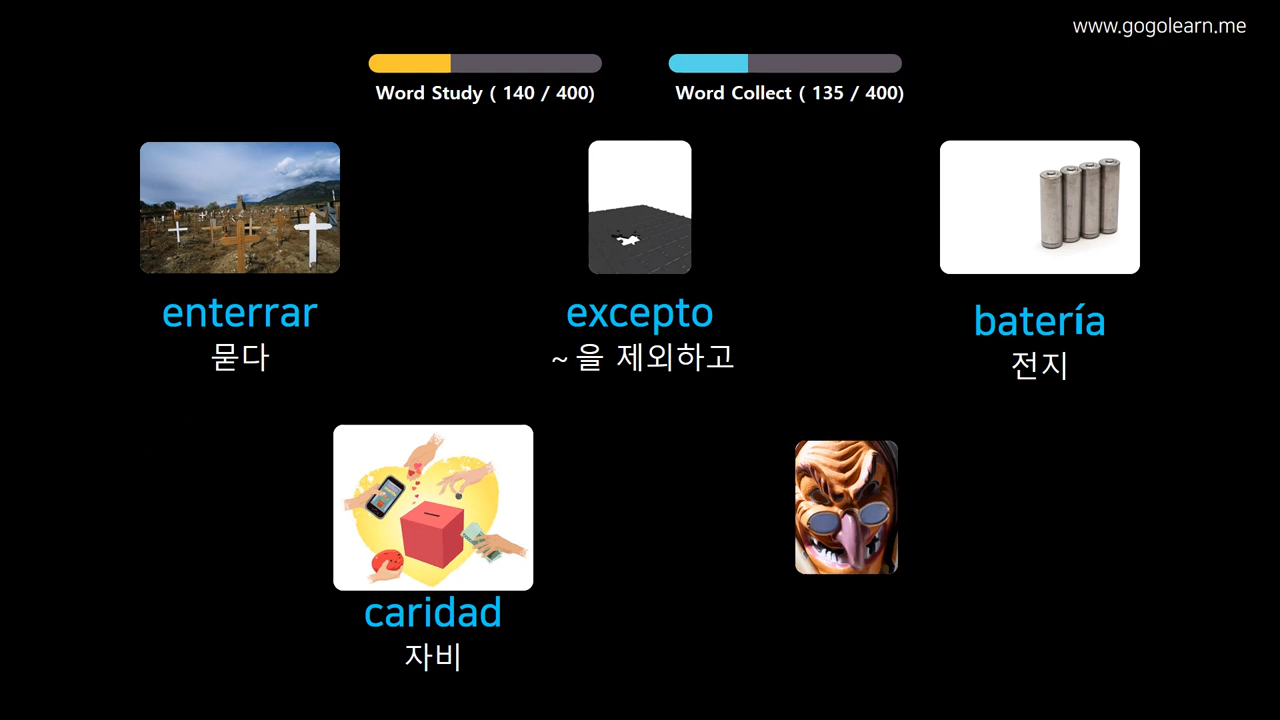 www.gogolearn.me
Word Study ( 140 / 400)
Word Collect ( 135 / 400)
enterrar
묻다
excepto
~을 제외하고
batería
전지
caridad
자비